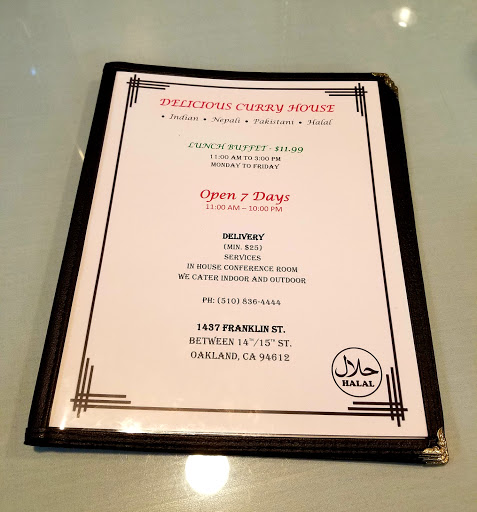 DELICIOUS CURRY HOUSE
• Indian • Nepali • Pakistani • Halal
LUNCH BUFFET - $11.99
11:00 AM TO 3:00 PM
MONDAY TO FRIDAY
Open 7 Days
11:00 AM – 10:00 PM
DELIVERY
(MIN. $25)
SERVICES
IN HOUSE CONFERENCE ROOM
WE CATER INDOOR AND OUTDOOR
PH: (510) 836-4444
1437 FRANKLIN ST.
BETWEEN 14TH/15TH ST.
OAKLAND, CA 94612
حلال
HALAL